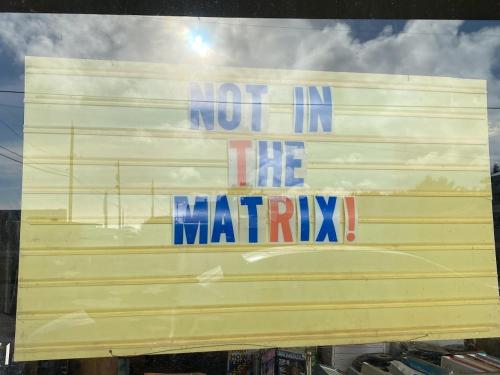 NOT IN
THE
MATRIX!